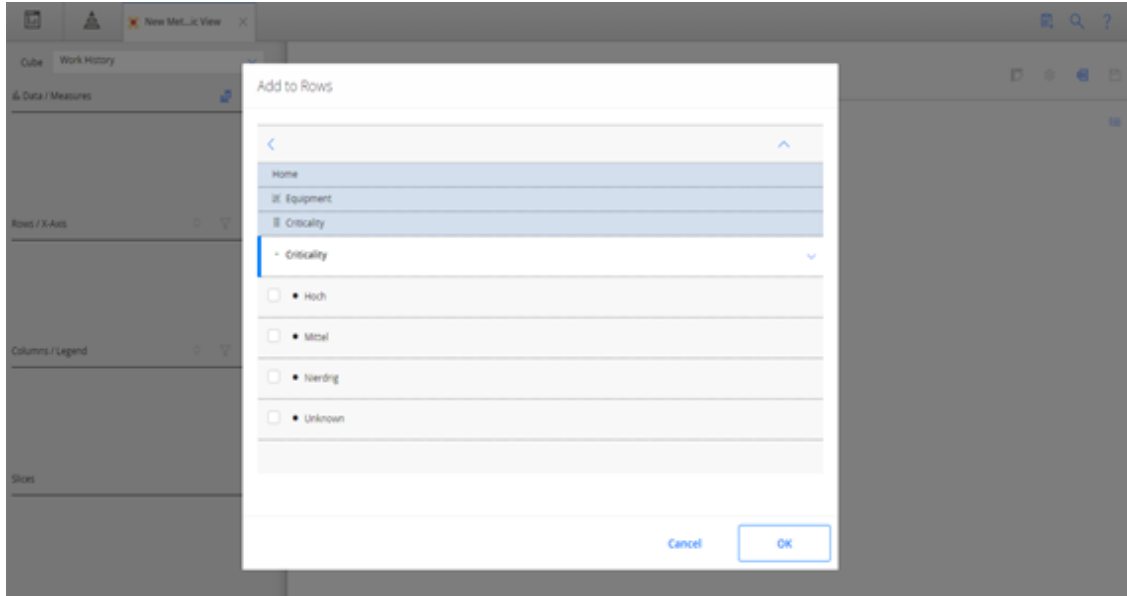 New Met...ic View
Cube Work History
Data / Measures
Rows / X-Axis
Columns / Legend
Slices
Add to Rows
Home
Equipment
Criticality
Criticality
Hoch
Mittel
Nierdrig
Unknown
Cancel
OK